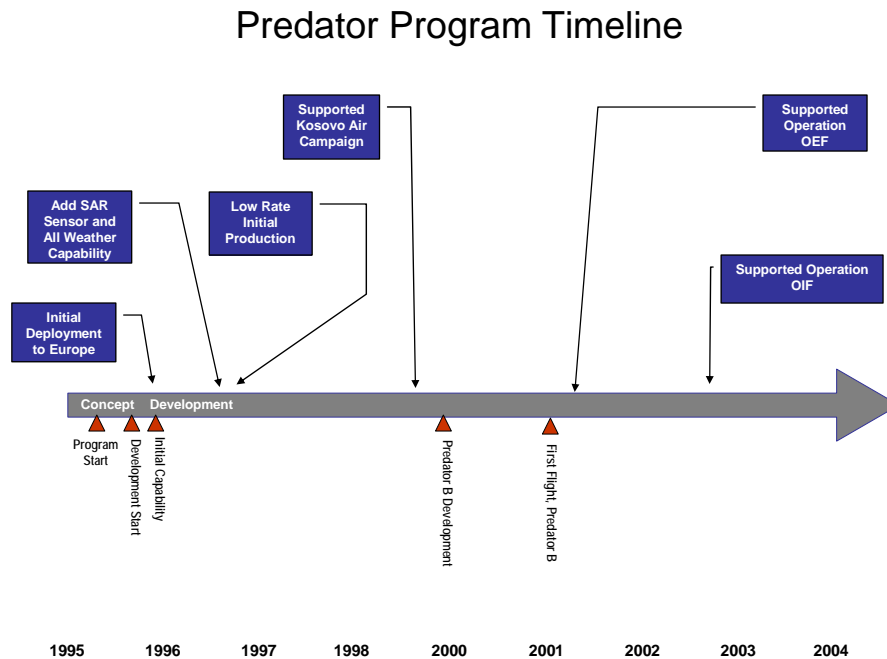 Predator Program Timeline
Supported
Kosovo Air
Campaign
Supported
Operation
OEF
Add SAR
Sensor and
All Weather
Capability
Low Rate
Initial
Production
Supported Operation
OIF
Initial
Deployment
to Europe
Concept Development
Program
Start
Development Start
Initial Capability
Predator B Development
First Flight, Predator B
1995 1996 1997 1998 2000 2001 2002 2003 2004